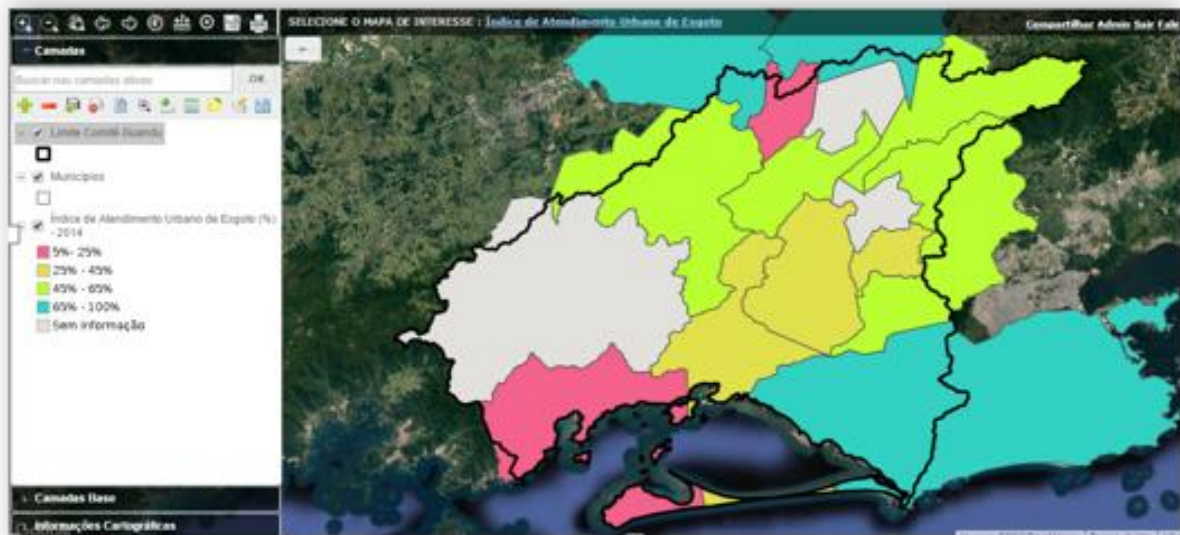 SELECIONE O MAPA DE INTERESSE : Índice de Atendimento Urbano de Esgoto
Compartilhar Admin Sair Fale
Camadas
Buscar nas camadas ativas
OK
Limite Comitê Guandu
Municípios
Índice de Atendimento Urbano de Esgoto (%)
- 2014
5%- 25%
25% - 45%
45% - 65%
65% - 100%
Sem informação
Camadas Base
Informações Cartográficas